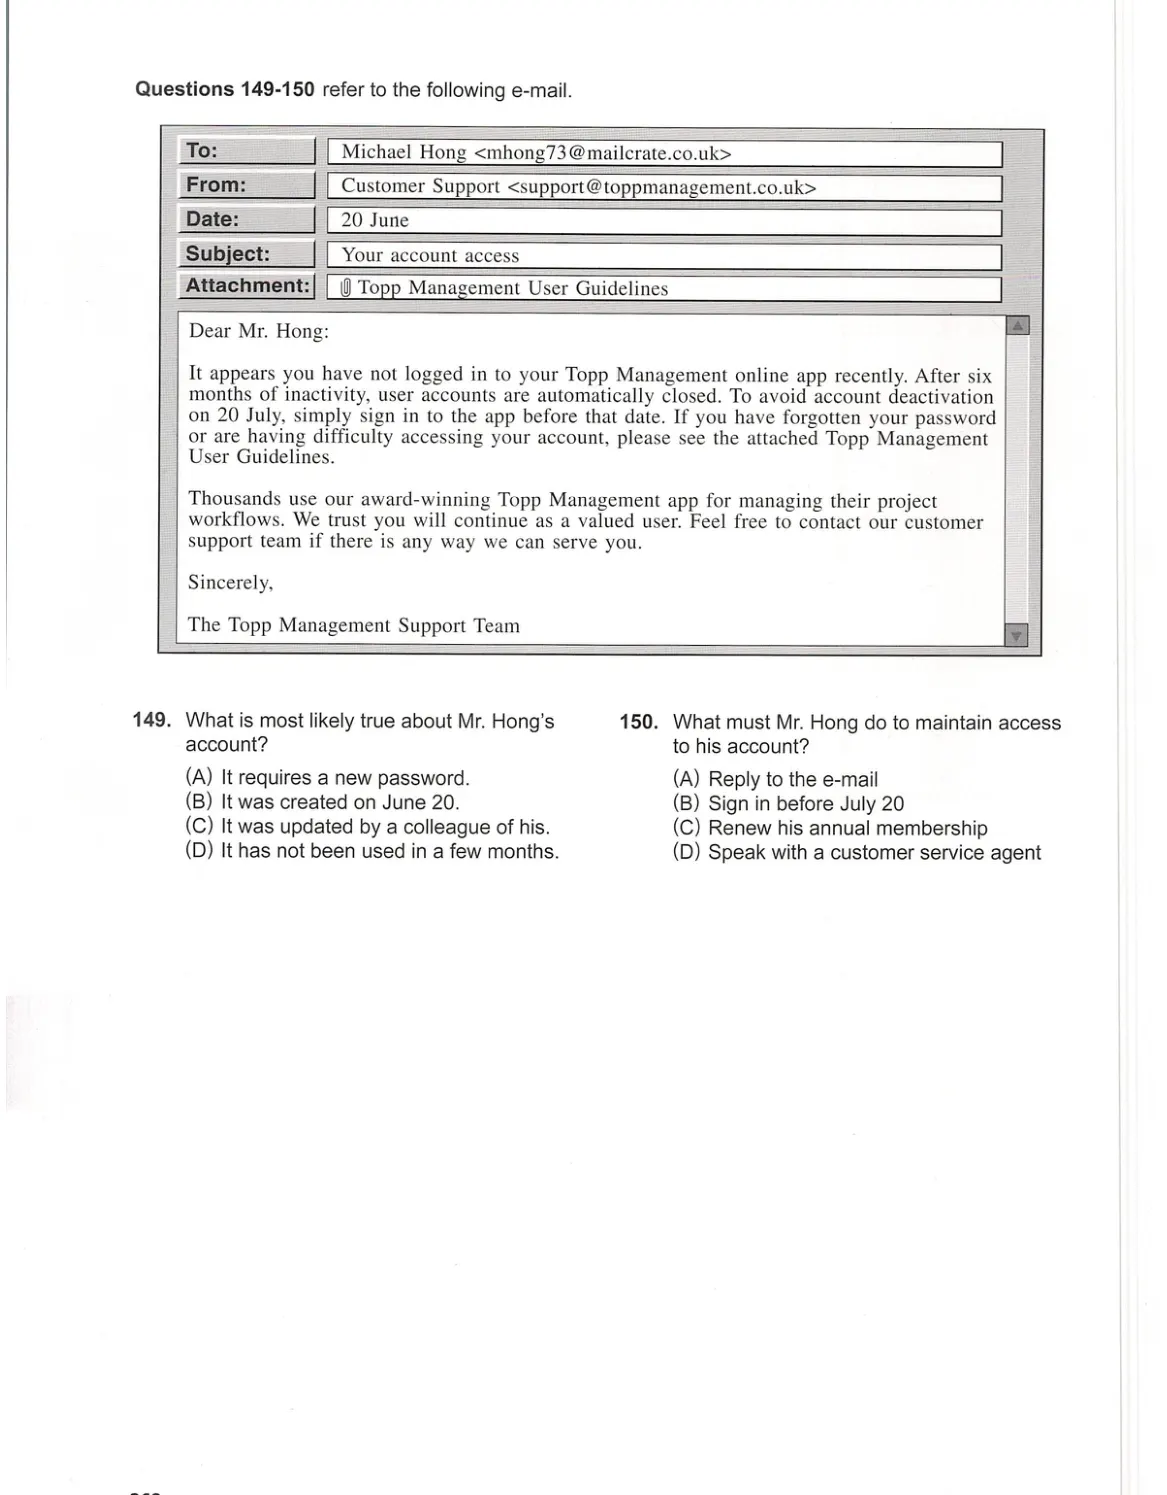 Questions 149-150 refer to the following e-mail.
To: Michael Hong <mhong73@mailcrate.co.uk>
From: Customer Support <support@toppmanagement.co.uk>
Date: 20 June
Subject: Your account access
Attachment: Topp Management User Guidelines
Dear Mr. Hong:
It appears you have not logged in to your Topp Management online app recently. After six
months of inactivity, user accounts are automatically closed. To avoid account deactivation
on 20 July, simply sign in to the app before that date. If you have forgotten your password
or are having difficulty accessing your account, please see the attached Topp Management
User Guidelines.
Thousands use our award-winning Topp Management app for managing their project
workflows. We trust you will continue as a valued user. Feel free to contact our customer
support team if there is any way we can serve you.
Sincerely,
The Topp Management Support Team
149. What is most likely true about Mr. Hong's
account?
(A) It requires a new password.
(B) It was created on June 20.
(C) It was updated by a colleague of his.
(D) It has not been used in a few months.
150. What must Mr. Hong do to maintain access
to his account?
(A) Reply to the e-mail
(B) Sign in before July 20
(C) Renew his annual membership
(D) Speak with a customer service agent